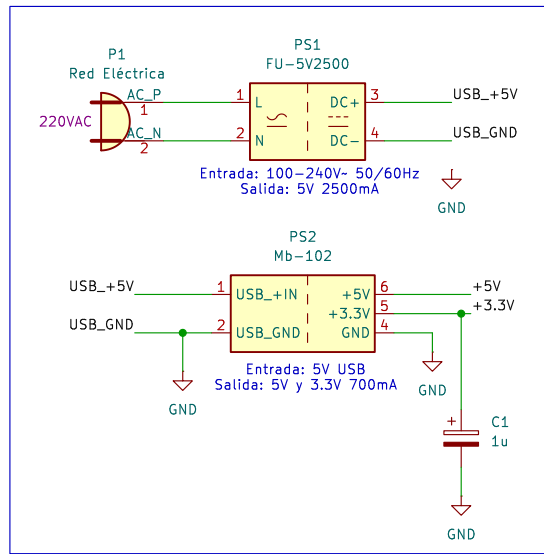 P1
Red Eléctrica
220VAC
AC_P
1
AC_N
2
PS1
FU-5V2500
1
L
DC+
3
USB_+5V
2
N
DC-
4
USB_GND
Entrada: 100-240V~ 50/60Hz
Salida: 5V 2500mA
GND
PS2
Mb-102
USB_+5V
1
USB_+IN
+5V
6
+5V
+3.3V
5
+3.3V
USB_GND
2
USB_GND
GND
4
Entrada: 5V USB
Salida: 5V y 3.3V 700mA
GND
GND
+
C1
1u
GND